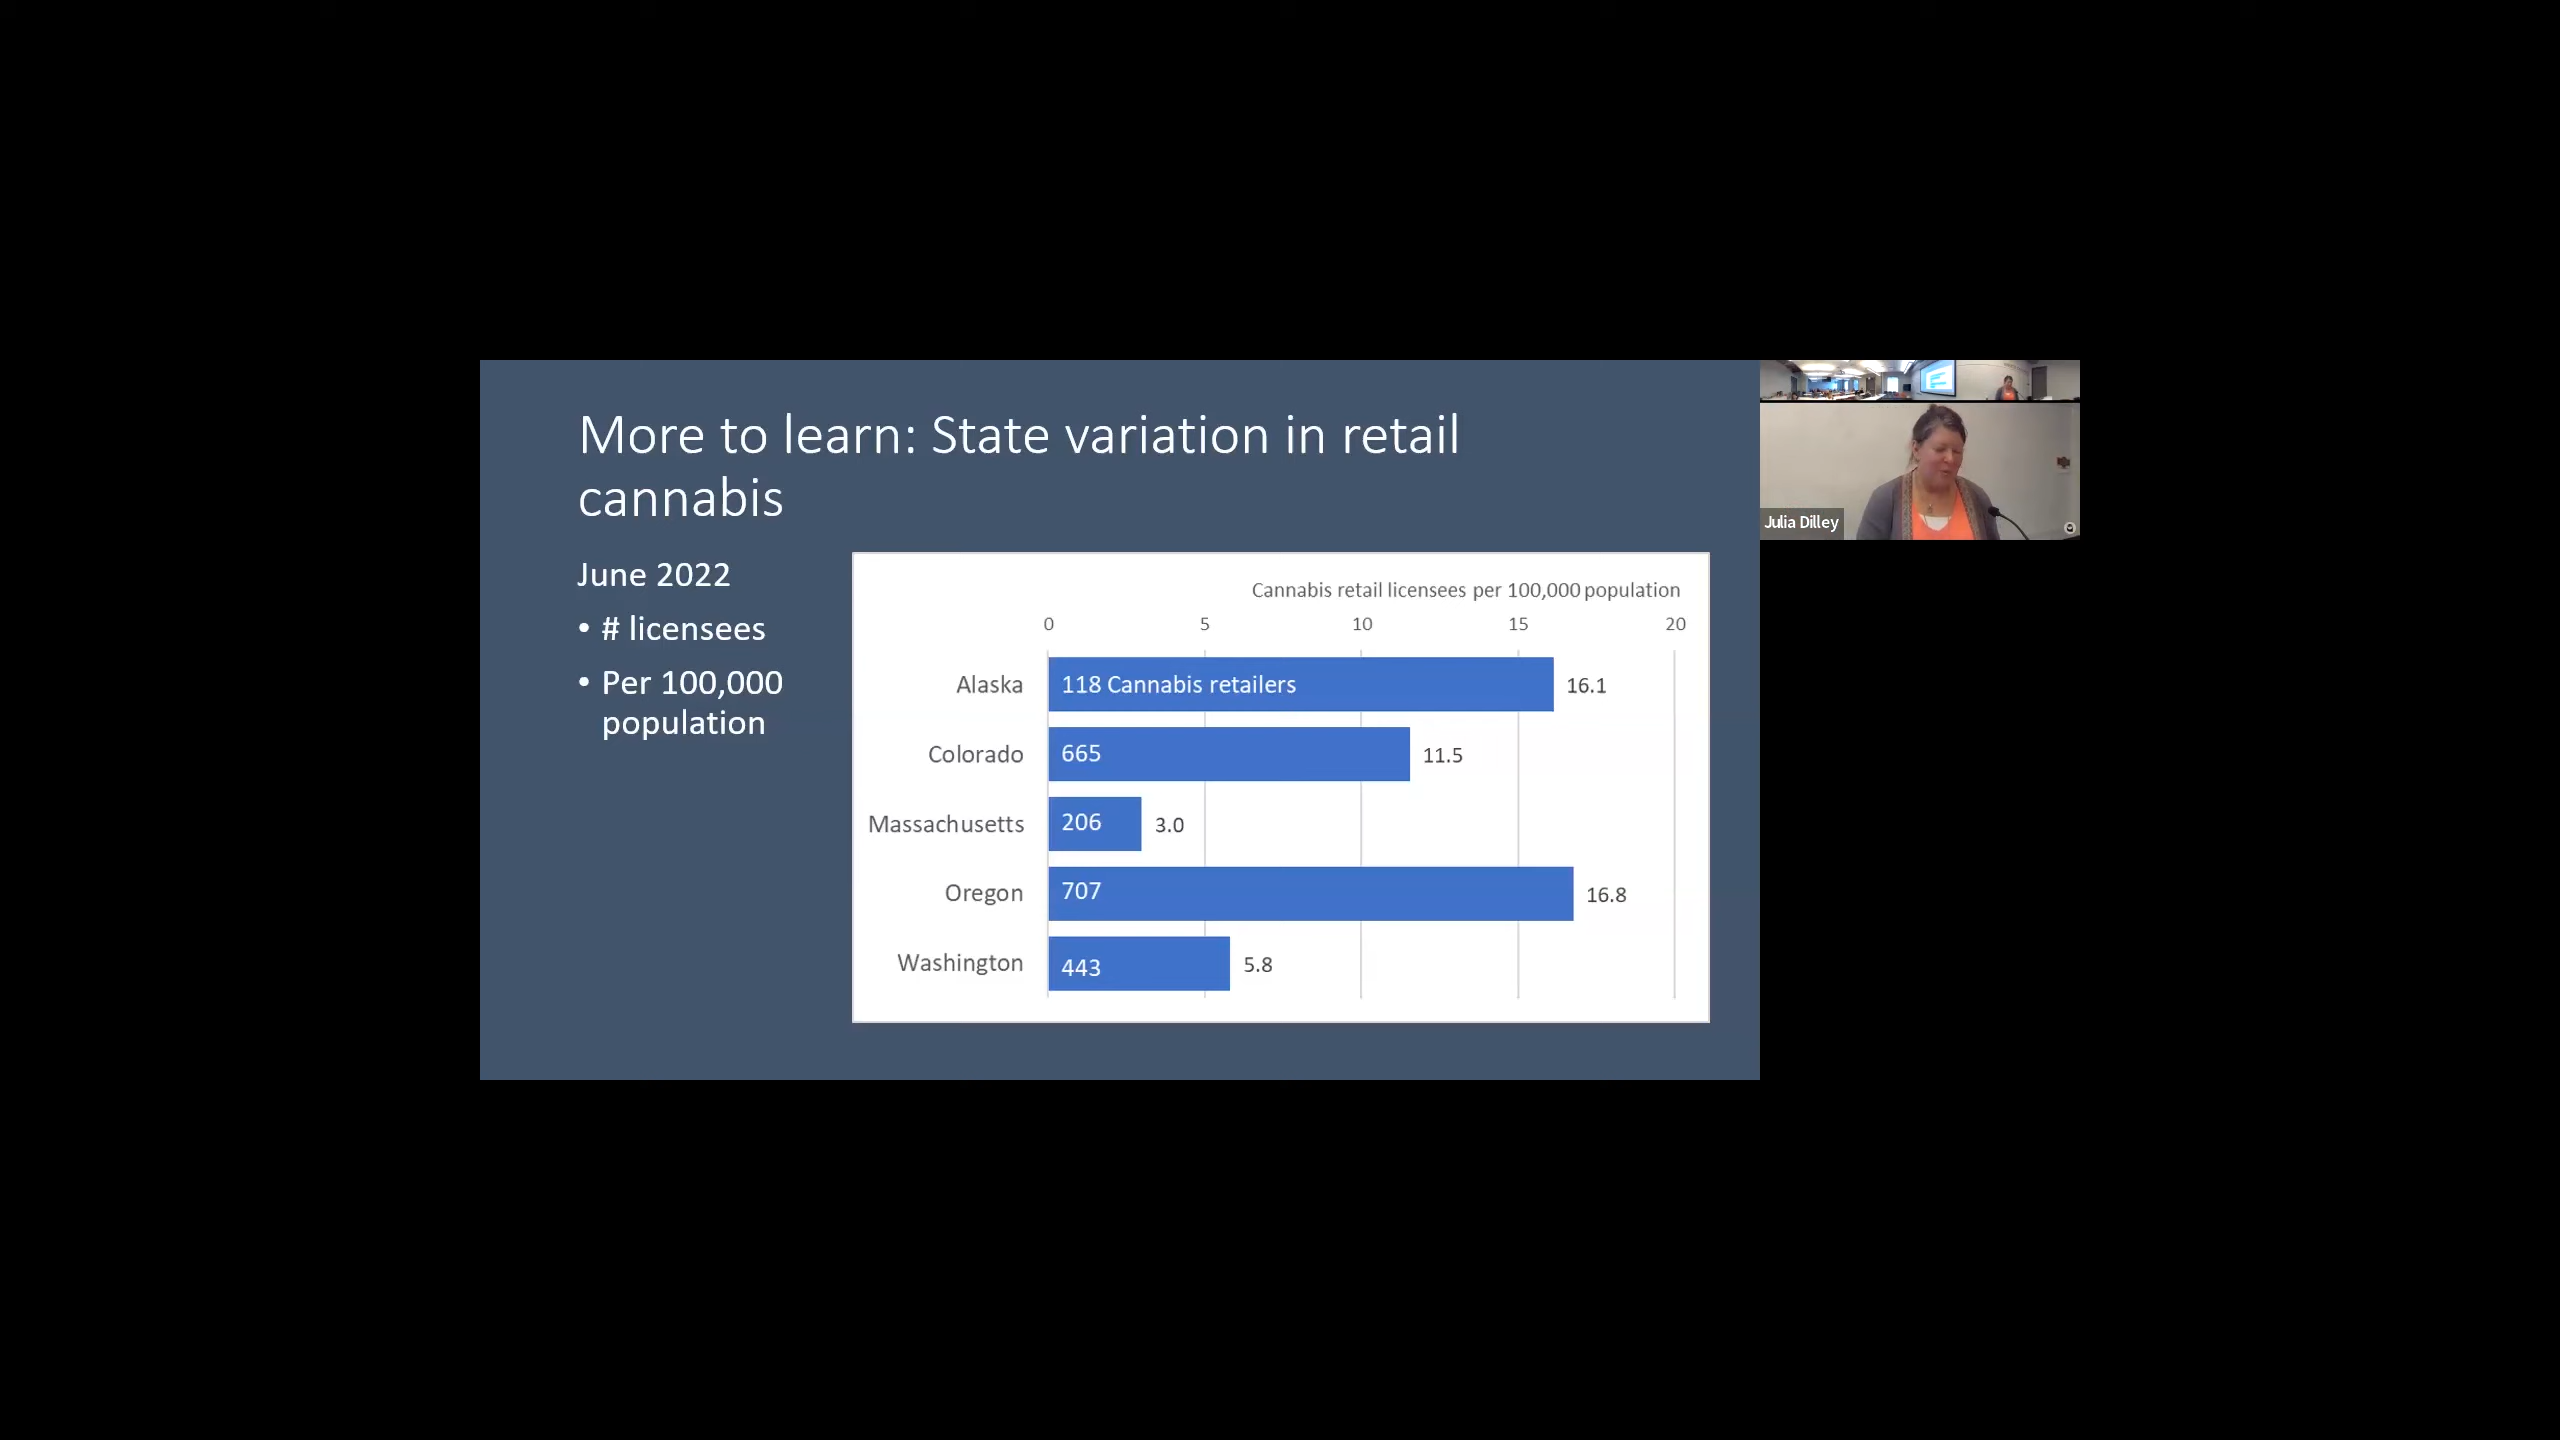 More to learn: State variation in retail
cannabis
June 2022
• # licensees
• Per 100,000
population
Cannabis retail licensees per 100,000 population
0 5 10 15 20
Alaska 118 Cannabis retailers 16.1
Colorado 665 11.5
Massachusetts 206 3.0
Oregon 707 16.8
Washington 443 5.8
Julia Dilley